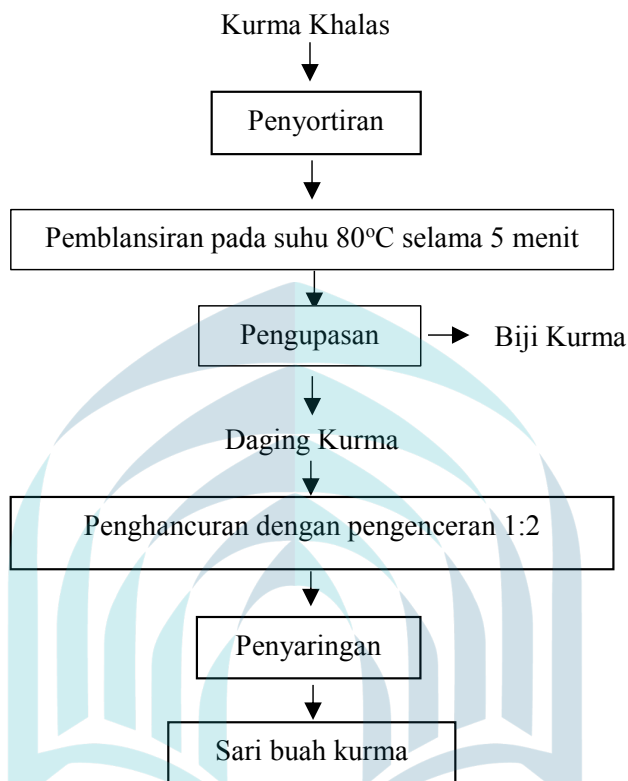 Kurma Khalas
Penyortiran
Pemblansiran pada suhu 80°C selama 5 menit
Pengupasan
Biji Kurma
Daging Kurma
Penghancuran dengan pengenceran 1:2
Penyaringan
Sari buah kurma